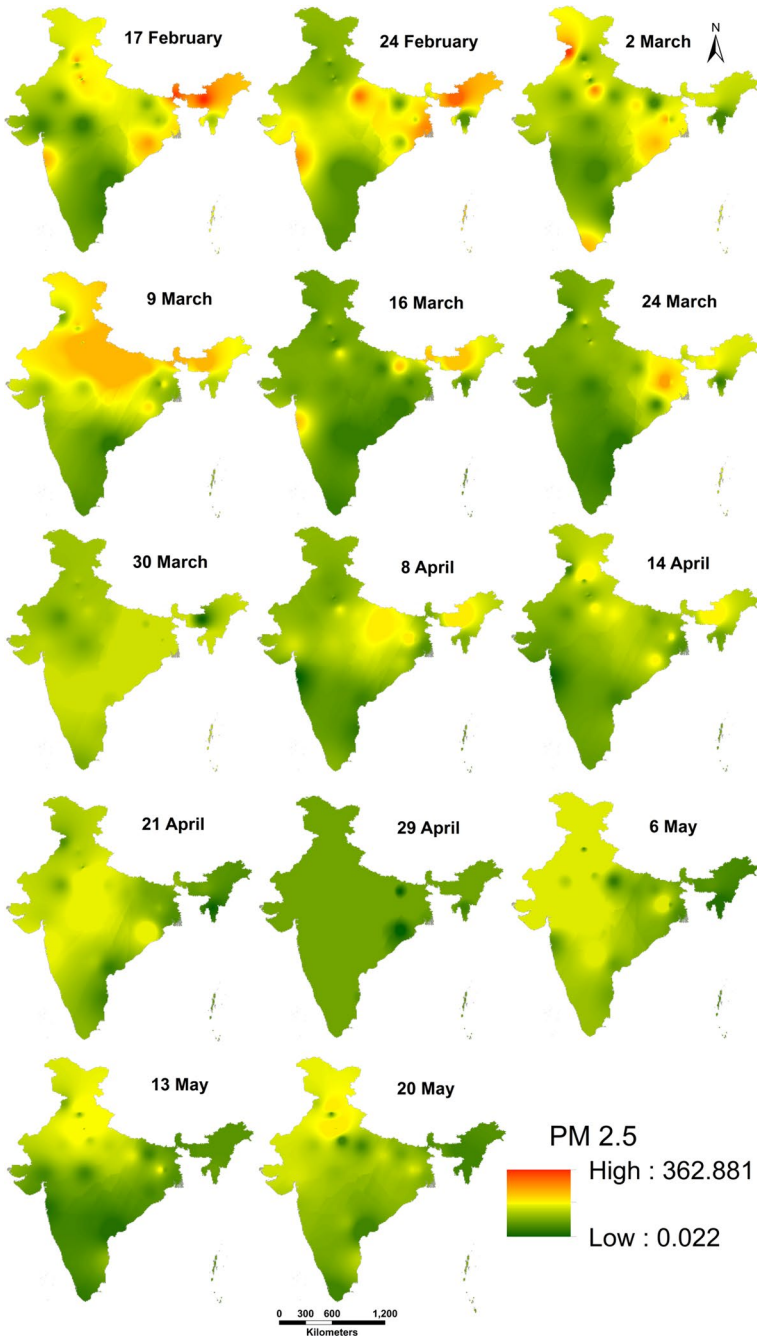 17 February
24 February
2 March
N
9 March
16 March
24 March
30 March
8 April
14 April
21 April
29 April
6 May
13 May
20 May
PM 2.5
High : 362.881
Low : 0.022
0 300 600 1,200
Kilometers